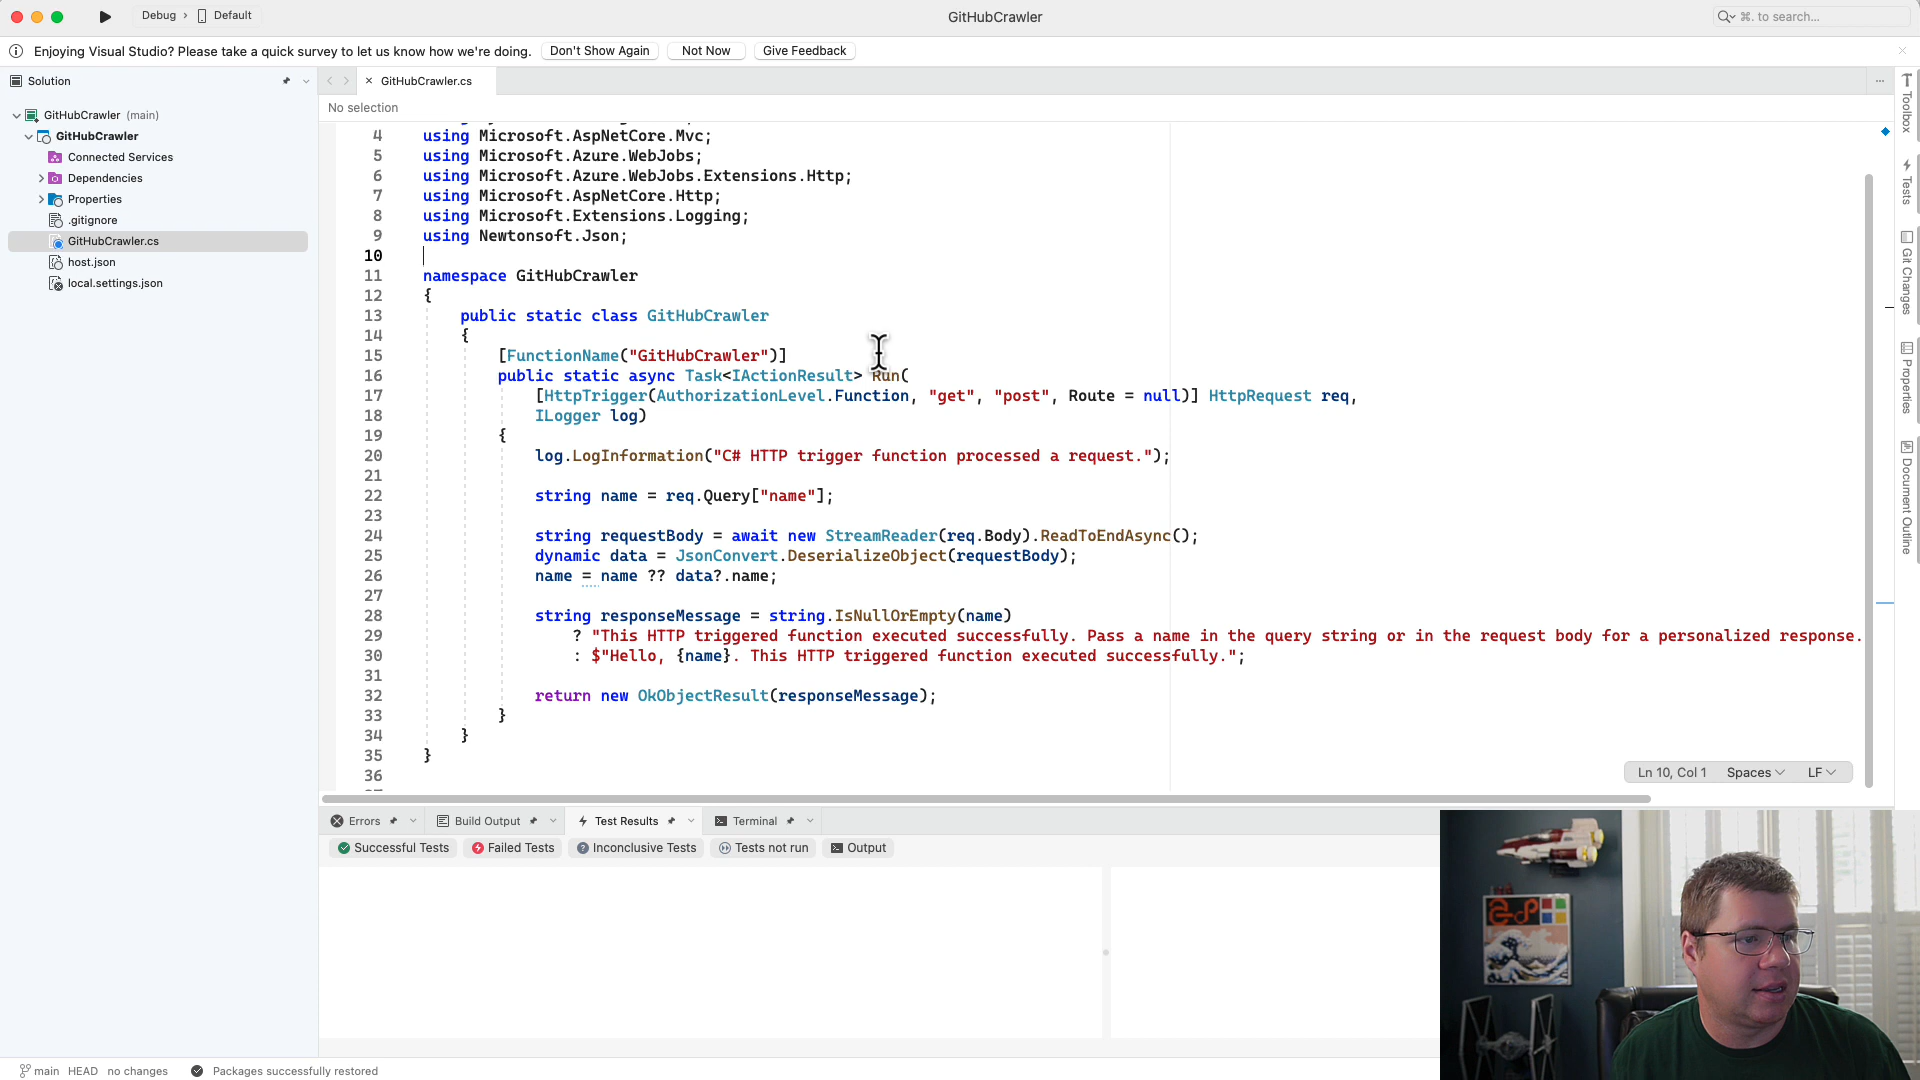 Debug › Default
GitHubCrawler
⌘. to search...
Enjoying Visual Studio? Please take a quick survey to let us know how we're doing.
Don't Show Again
Not Now
Give Feedback
Solution
GitHubCrawler (main)
GitHubCrawler
Connected Services
Dependencies
Properties
.gitignore
GitHubCrawler.cs
host.json
local.settings.json
GitHubCrawler.cs
No selection
4 using Microsoft.AspNetCore.Mvc;
5 using Microsoft.Azure.WebJobs;
6 using Microsoft.Azure.WebJobs.Extensions.Http;
7 using Microsoft.AspNetCore.Http;
8 using Microsoft.Extensions.Logging;
9 using Newtonsoft.Json;
10
11 namespace GitHubCrawler
12 {
13 public static class GitHubCrawler
14 {
15 [FunctionName("GitHubCrawler")]
16 public static async Task<IActionResult> Run(
17 [HttpTrigger(AuthorizationLevel.Function, "get", "post", Route = null)] HttpRequest req,
18 ILogger log)
19 {
20 log.LogInformation("C# HTTP trigger function processed a request.");
21
22 string name = req.Query["name"];
23
24 string requestBody = await new StreamReader(req.Body).ReadToEndAsync();
25 dynamic data = JsonConvert.DeserializeObject(requestBody);
26 name = name ?? data?.name;
27
28 string responseMessage = string.IsNullOrEmpty(name)
29 ? "This HTTP triggered function executed successfully. Pass a name in the query string or in the request body for a personalized response.
30 : $"Hello, {name}. This HTTP triggered function executed successfully.";
31
32 return new OkObjectResult(responseMessage);
33 }
34 }
35 }
36
Ln 10, Col 1 Spaces LF
Toolbox
Tests
Git Changes
Properties
Document Outline
Errors
Build Output
Test Results
Terminal
Successful Tests
Failed Tests
Inconclusive Tests
Tests not run
Output
main HEAD no changes
Packages successfully restored